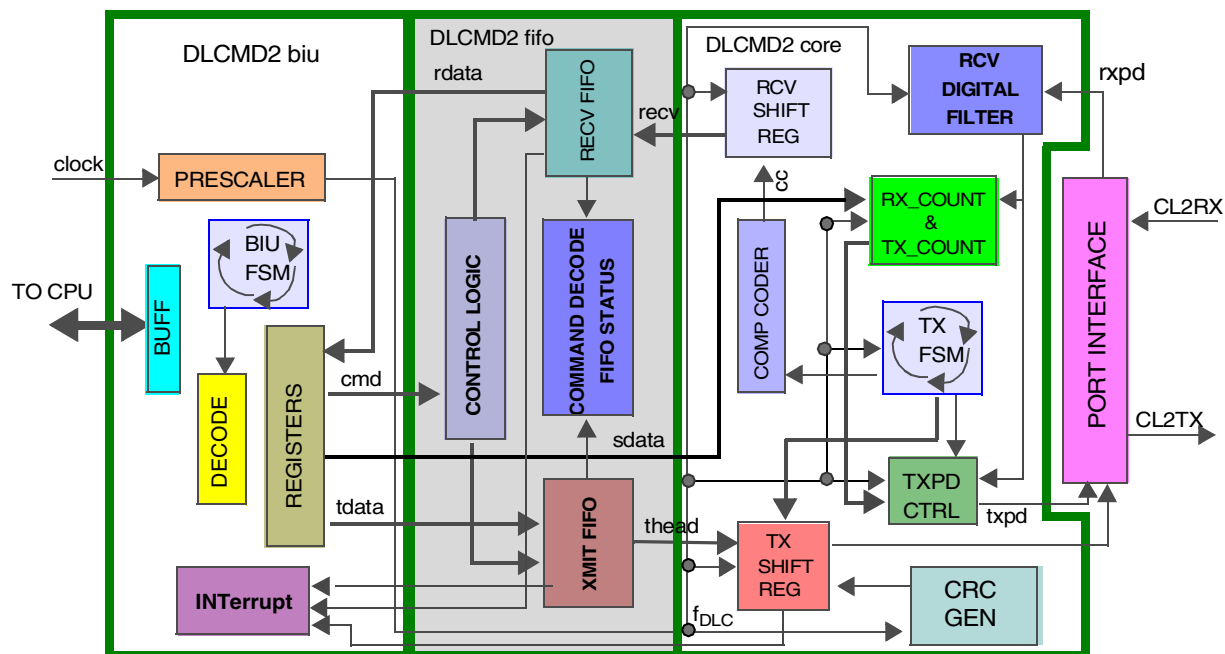 DLCMD2 biu
DLCMD2 fifo
DLCMD2 core
rdata
RECV FIFO
recv
RCV
SHIFT
REG
RCV
DIGITAL
FILTER
rxpd
clock
PRESCALER
cc
RX_COUNT
&
TX_COUNT
CL2RX
BIU
FSM
TO CPU
BUFF
CONTROL LOGIC
COMMAND DECODE
FIFO STATUS
COMP CODER
TX
FSM
PORT INTERFACE
DECODE
REGISTERS
cmd
sdata
CL2TX
tdata
XMIT FIFO
thead
TXPD
CTRL
txpd
TX
SHIFT
REG
INTerrupt
fDLC
CRC
GEN